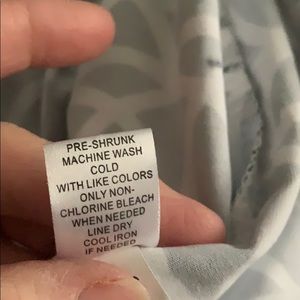 PRE-SHRUNK
MACHINE WASH
COLD
WITH LIKE COLORS
ONLY NON-
CHLORINE BLEACH
WHEN NEEDED
LINE DRY
COOL IRON
IF NEEDED